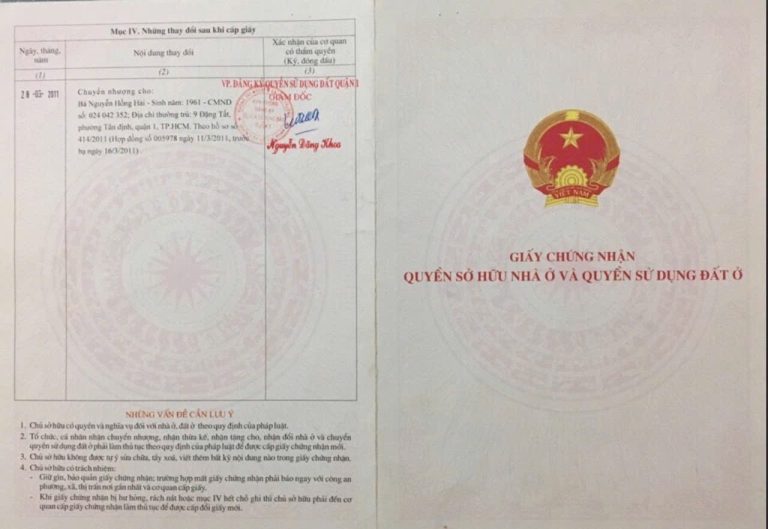 Mục IV. Những thay đổi sau khi cấp giấy
Ngày, tháng, năm
Nội dung thay đổi
Xác nhận của cơ quan có thẩm quyền (Ký, đóng dấu)
(1)
(2)
(3)
28-03-2011
Chuyển nhượng cho:
Bà Nguyễn Hồng Hải - Sinh năm: 1961 - CMND
số: 024 042 352; Địa chỉ thường trú: 9 Đặng Tất,
phường Tân định, quận 1, TP.HCM. Theo hồ sơ số
414/2011 (Hợp đồng số 005978 ngày 11/3/2011, trước
bạ ngày 16/3/2011)
VP. ĐĂNG KÝ QUYỀN SỬ DỤNG ĐẤT QUẬN 1
GIÁM ĐỐC
Nguyễn Đăng Khoa
NHỮNG VẤN ĐỀ CẦN LƯU Ý
1. Chủ sở hữu có quyền và nghĩa vụ đối với nhà ở, đất ở theo quy định của pháp luật.
2. Tổ chức, cá nhân nhận chuyển nhượng, nhận thừa kế, nhận tặng cho, nhận đổi nhà ở và chuyển
quyền sử dụng đất ở phải làm thủ tục theo quy định của pháp luật để được cấp giấy chứng nhận mới.
3. Chủ sở hữu không được tự ý sửa chữa, tẩy xoá, viết thêm bất kỳ nội dung nào trong giấy chứng nhận.
4. Chủ sở hữu có trách nhiệm:
- Giữ gìn, bảo quản giấy chứng nhận; trường hợp mất giấy chứng nhận phải báo ngay với công an
phường, xã, thị trấn nơi gần nhất và cơ quan cấp giấy.
- Khi giấy chứng nhận bị hư hỏng, rách nát hoặc mục IV hết chỗ ghi thì chủ sở hữu phải đến cơ
quan cấp giấy chứng nhận làm thủ tục để được cấp đổi giấy mới.
VIỆT NAM
GIẤY CHỨNG NHẬN
QUYỀN SỞ HỮU NHÀ Ở VÀ QUYỀN SỬ DỤNG ĐẤT Ở